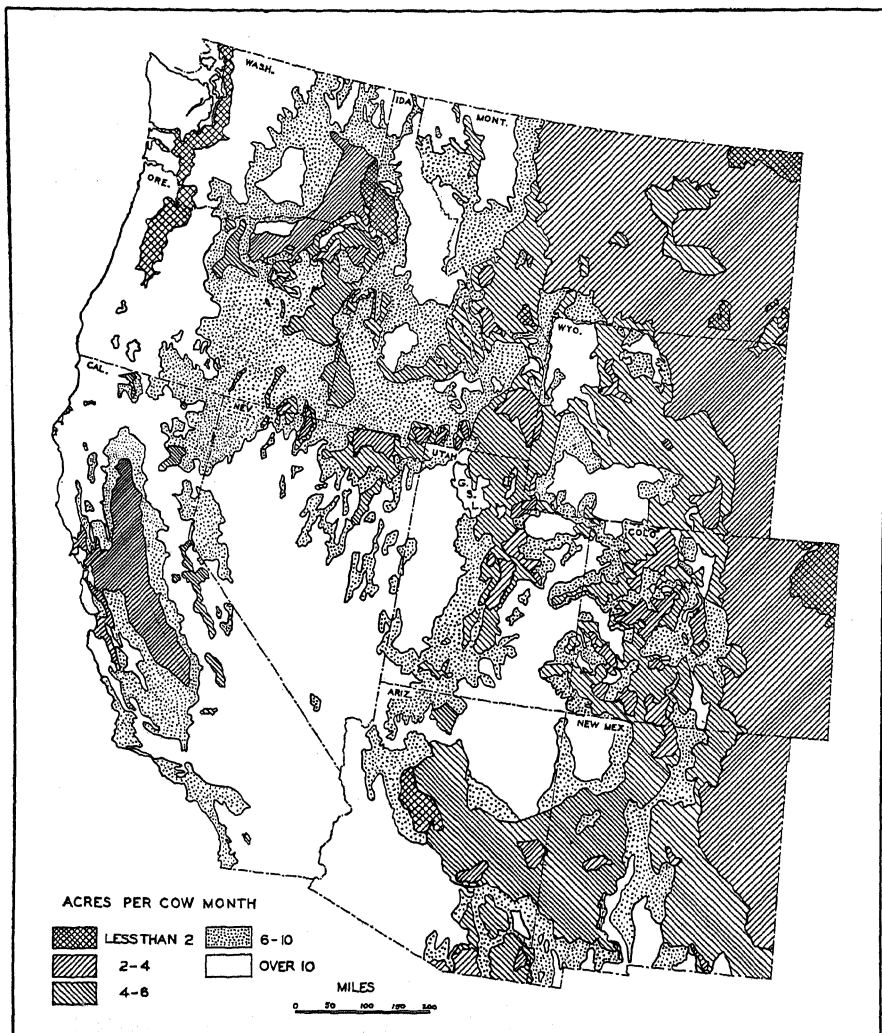 WASH.
IDA
MONT.
ORE.
WYO.
CAL.
NEV.
UTAH
G. S. L.
COLO
ARIZ.
NEW MEX.
ACRES PER COW MONTH
LESS THAN 2
6-10
2-4
OVER 10
4-6
MILES
0 50 100 150 200